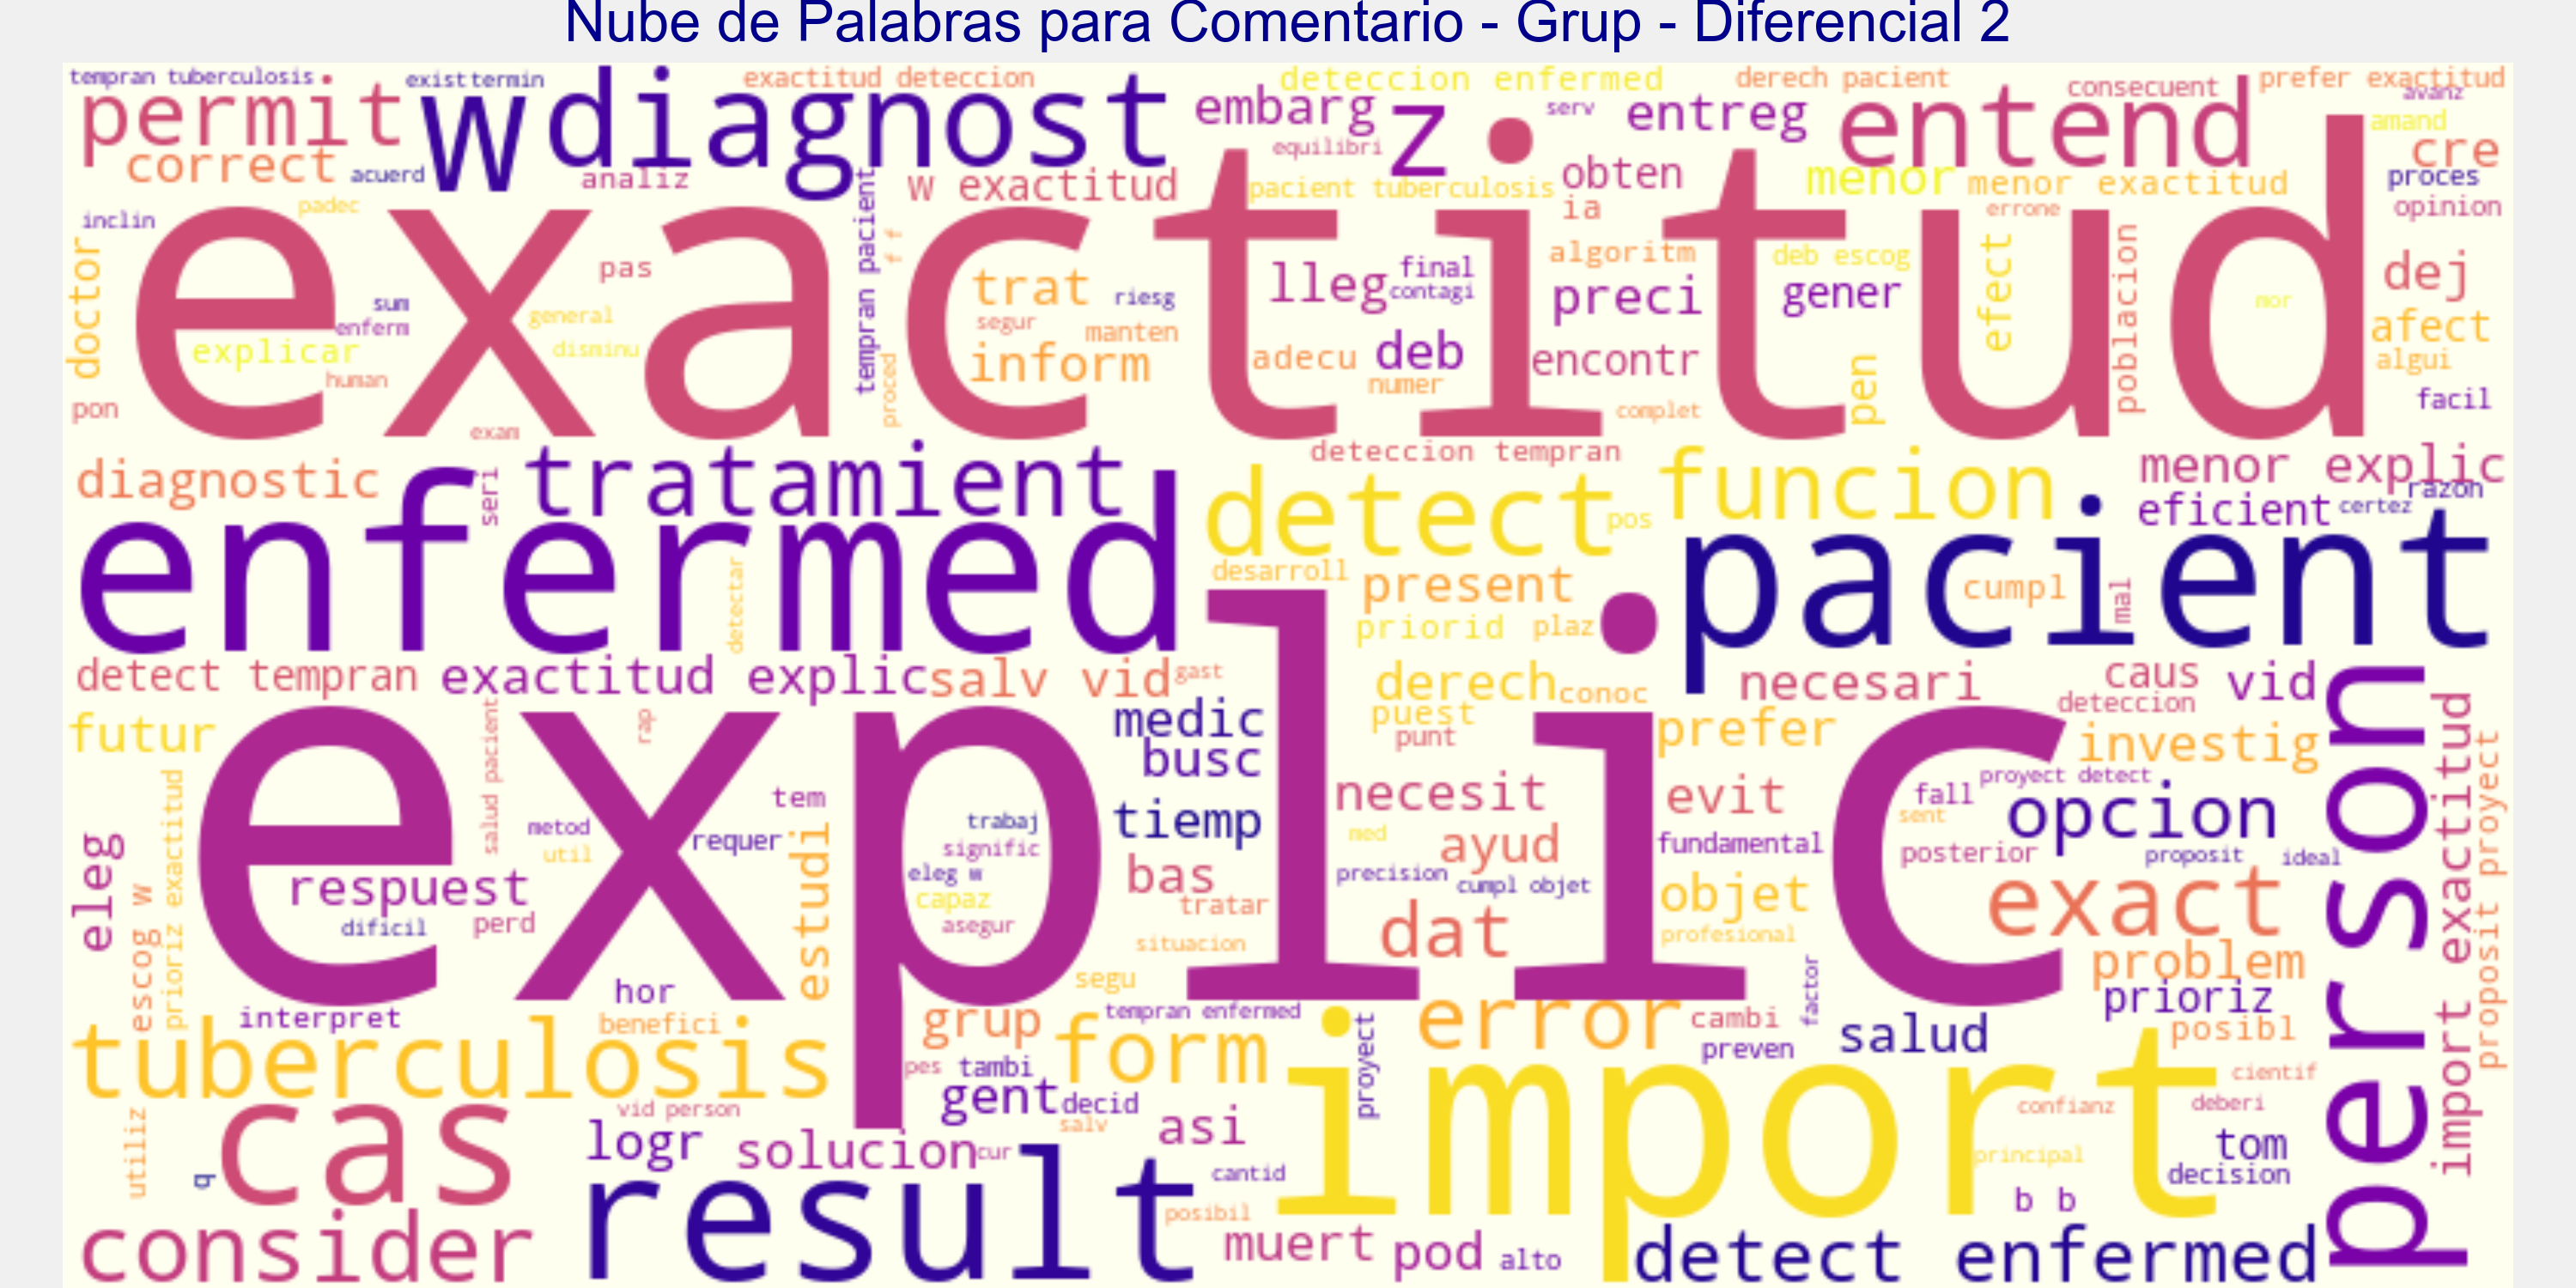 Nube de Palabras para Comentario - Grup - Diferencial 2
tempran tuberculosis
exist
termin
exactitud deteccion
deteccion enfermed
derech pacient
consecuent
prefer exactitud
avanz
permit
w
diagnost
embarg
z
serv
entreg
entend
amand
correct
acuerd
analiz
w exactitud
equilibri
pacient tuberculosis
obten
menor
menor exactitud
cre
proces
inclin
padec
tempran pacient
f f
ia
errone
opinion
exactitud
doctor
pas
sum
enferm
general
explicar
disminu
human
pon
exam
trat
riesg
segur
manten
inform
proced
lleg
final
contagi
adecu
deb
numer
algoritm
preci
encontr
complet
deb escog
gener
efect
pen
poblacion
mor
dej
afect
algui
facil
deteccion tempran
diagnostic
seri
tratamient
detect
pos
funcion
menor explic
razon
eficient
certez
enfermed
detectar
desarroll
present
priorid
plaz
pacient
cumpl
mal
detect tempran
exactitud explic
salv vid
gast
derech
conoc
necesari
caus
vid
deteccion
futur
salud pacient
rap
medic
busc
puest
punt
prefer
investig
person
import exactitud
proposit proyect
explic
prioriz exactitud
tem
metod
util
requer
estudi
trabaj
signific
eleg w
capaz
asegur
tiemp
necesit
evit
proyect detect
fall
sent
opcion
eleg
escog w
respuest
dificil
perd
bas
tratar
situacion
med
ayud
precision
cumpl objet
fundamental
posterior
proposit
ideal
dat
objet
profesional
exact
problem
prioriz
segu
hor
interpret
benefici
tempran enfermed
grup
form
error
cambi
preven
factor
salud
posibl
tuberculosis
pes
tambi
gent
decid
proyect
import
cientif
confianz
deberi
cas
utiliz
q
vid person
salv
logr
solucion
cur
asi
cantid
principal
tom
decision
b b
consider
result
posibil
muert
pod
alto
detect enfermed